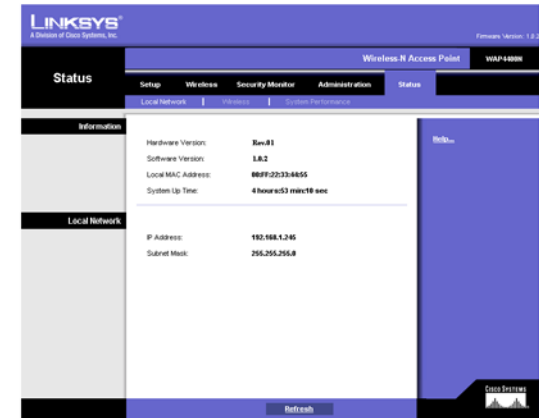 LINKSYS®
A Division of Cisco Systems, Inc.
Firmware Version: 1.0.2
Wireless-N Access Point WAP4400N
Status
Setup Wireless Security Monitor Administration Status
Local Network | Wireless | System Performance
Information
Help...
Hardware Version: Rev.01
Software Version: 1.0.2
Local MAC Address: 00:FF:22:33:44:55
System Up Time: 4 hours:53 min:10 sec
Local Network
IP Address: 192.168.1.245
Subnet Mask: 255.255.255.0
CISCO SYSTEMS
Refresh